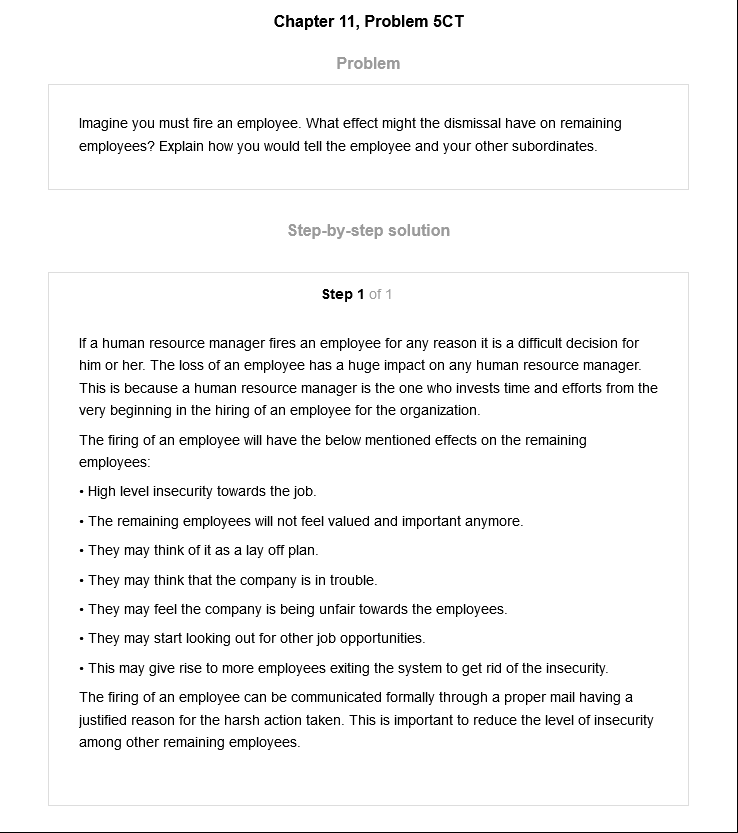 Chapter 11, Problem 5CT
Problem
Imagine you must fire an employee. What effect might the dismissal have on remaining
employees? Explain how you would tell the employee and your other subordinates.
Step-by-step solution
Step 1 of 1
If a human resource manager fires an employee for any reason it is a difficult decision for
him or her. The loss of an employee has a huge impact on any human resource manager.
This is because a human resource manager is the one who invests time and efforts from the
very beginning in the hiring of an employee for the organization.
The firing of an employee will have the below mentioned effects on the remaining
employees:
• High level insecurity towards the job.
• The remaining employees will not feel valued and important anymore.
• They may think of it as a lay off plan.
• They may think that the company is in trouble.
• They may feel the company is being unfair towards the employees.
• They may start looking out for other job opportunities.
• This may give rise to more employees exiting the system to get rid of the insecurity.
The firing of an employee can be communicated formally through a proper mail having a
justified reason for the harsh action taken. This is important to reduce the level of insecurity
among other remaining employees.